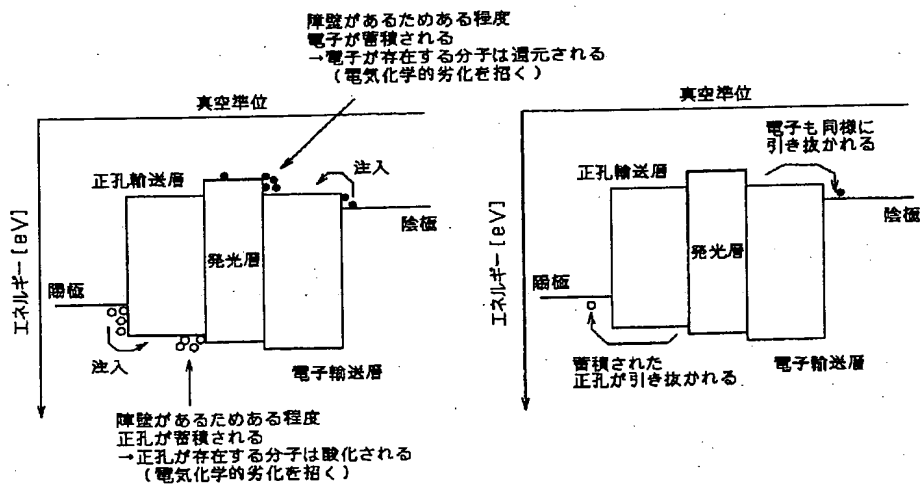 障壁があるためある程度
電子が蓄積される
→電子が存在する分子は還元される
(電気化学的劣化を招く)
真空準位
正孔輸送層
注入
陰極
発光層
エネルギー[eV]
陽極
注入
電子輸送層
障壁があるためある程度
正孔が蓄積される
→正孔が存在する分子は酸化される
(電気化学的劣化を招く)
真空準位
電子も同様に
引き抜かれる
正孔輸送層
陰極
発光層
エネルギー[eV]
陽極
蓄積された
正孔が引き抜かれる
電子輸送層